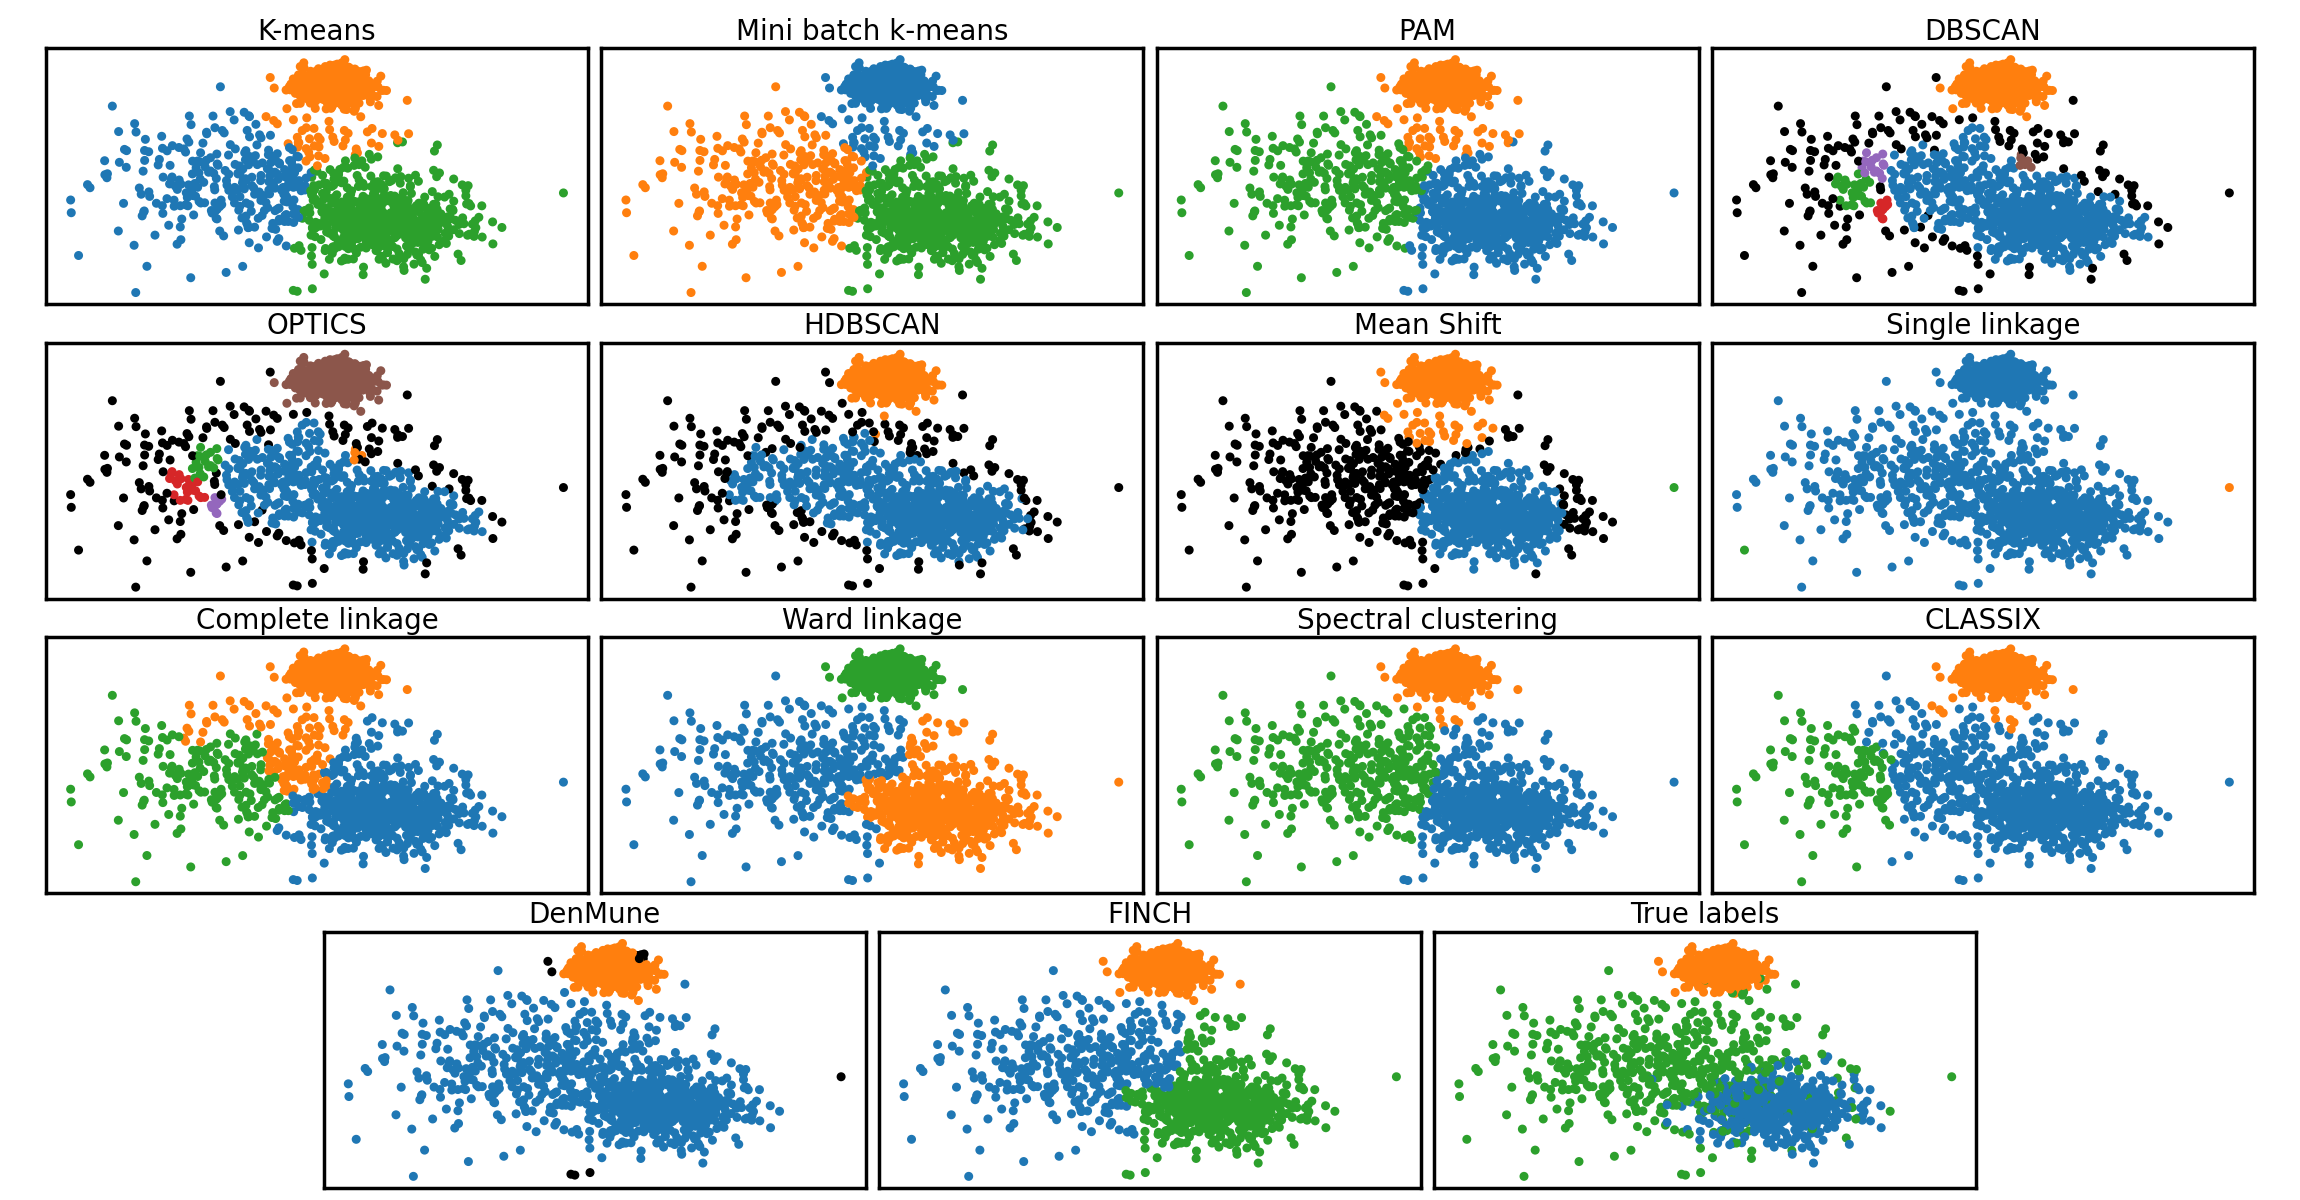 K-means
Mini batch k-means
PAM
DBSCAN
OPTICS
HDBSCAN
Mean Shift
Single linkage
Complete linkage
Ward linkage
Spectral clustering
CLASSIX
DenMune
FINCH
True labels